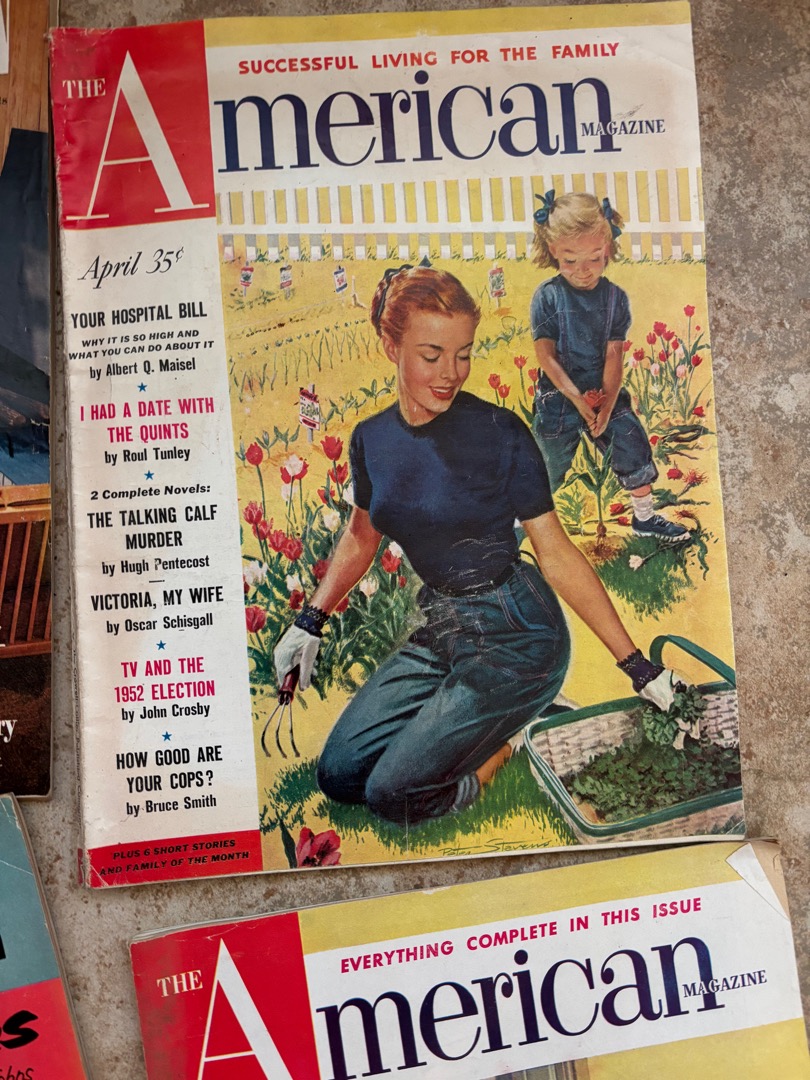 SUCCESSFUL LIVING FOR THE FAMILY
THE American
MAGAZINE
April 35¢
YOUR HOSPITAL BILL
WHY IT IS SO HIGH AND
WHAT YOU CAN DO ABOUT IT
by Albert Q. Maisel
I HAD A DATE WITH
THE QUINTS
by Roul Tunley
2 Complete Novels:
THE TALKING CALF
MURDER
by Hugh Pentecost
VICTORIA, MY WIFE
by Oscar Schisgall
TV AND THE
1952 ELECTION
by John Crosby
HOW GOOD ARE
YOUR COPS?
by Bruce Smith
PLUS 6 SHORT STORIES
AND FAMILY OF THE MONTH
Peter Stevens
EVERYTHING COMPLETE IN THIS ISSUE
THE American
MAGAZINE